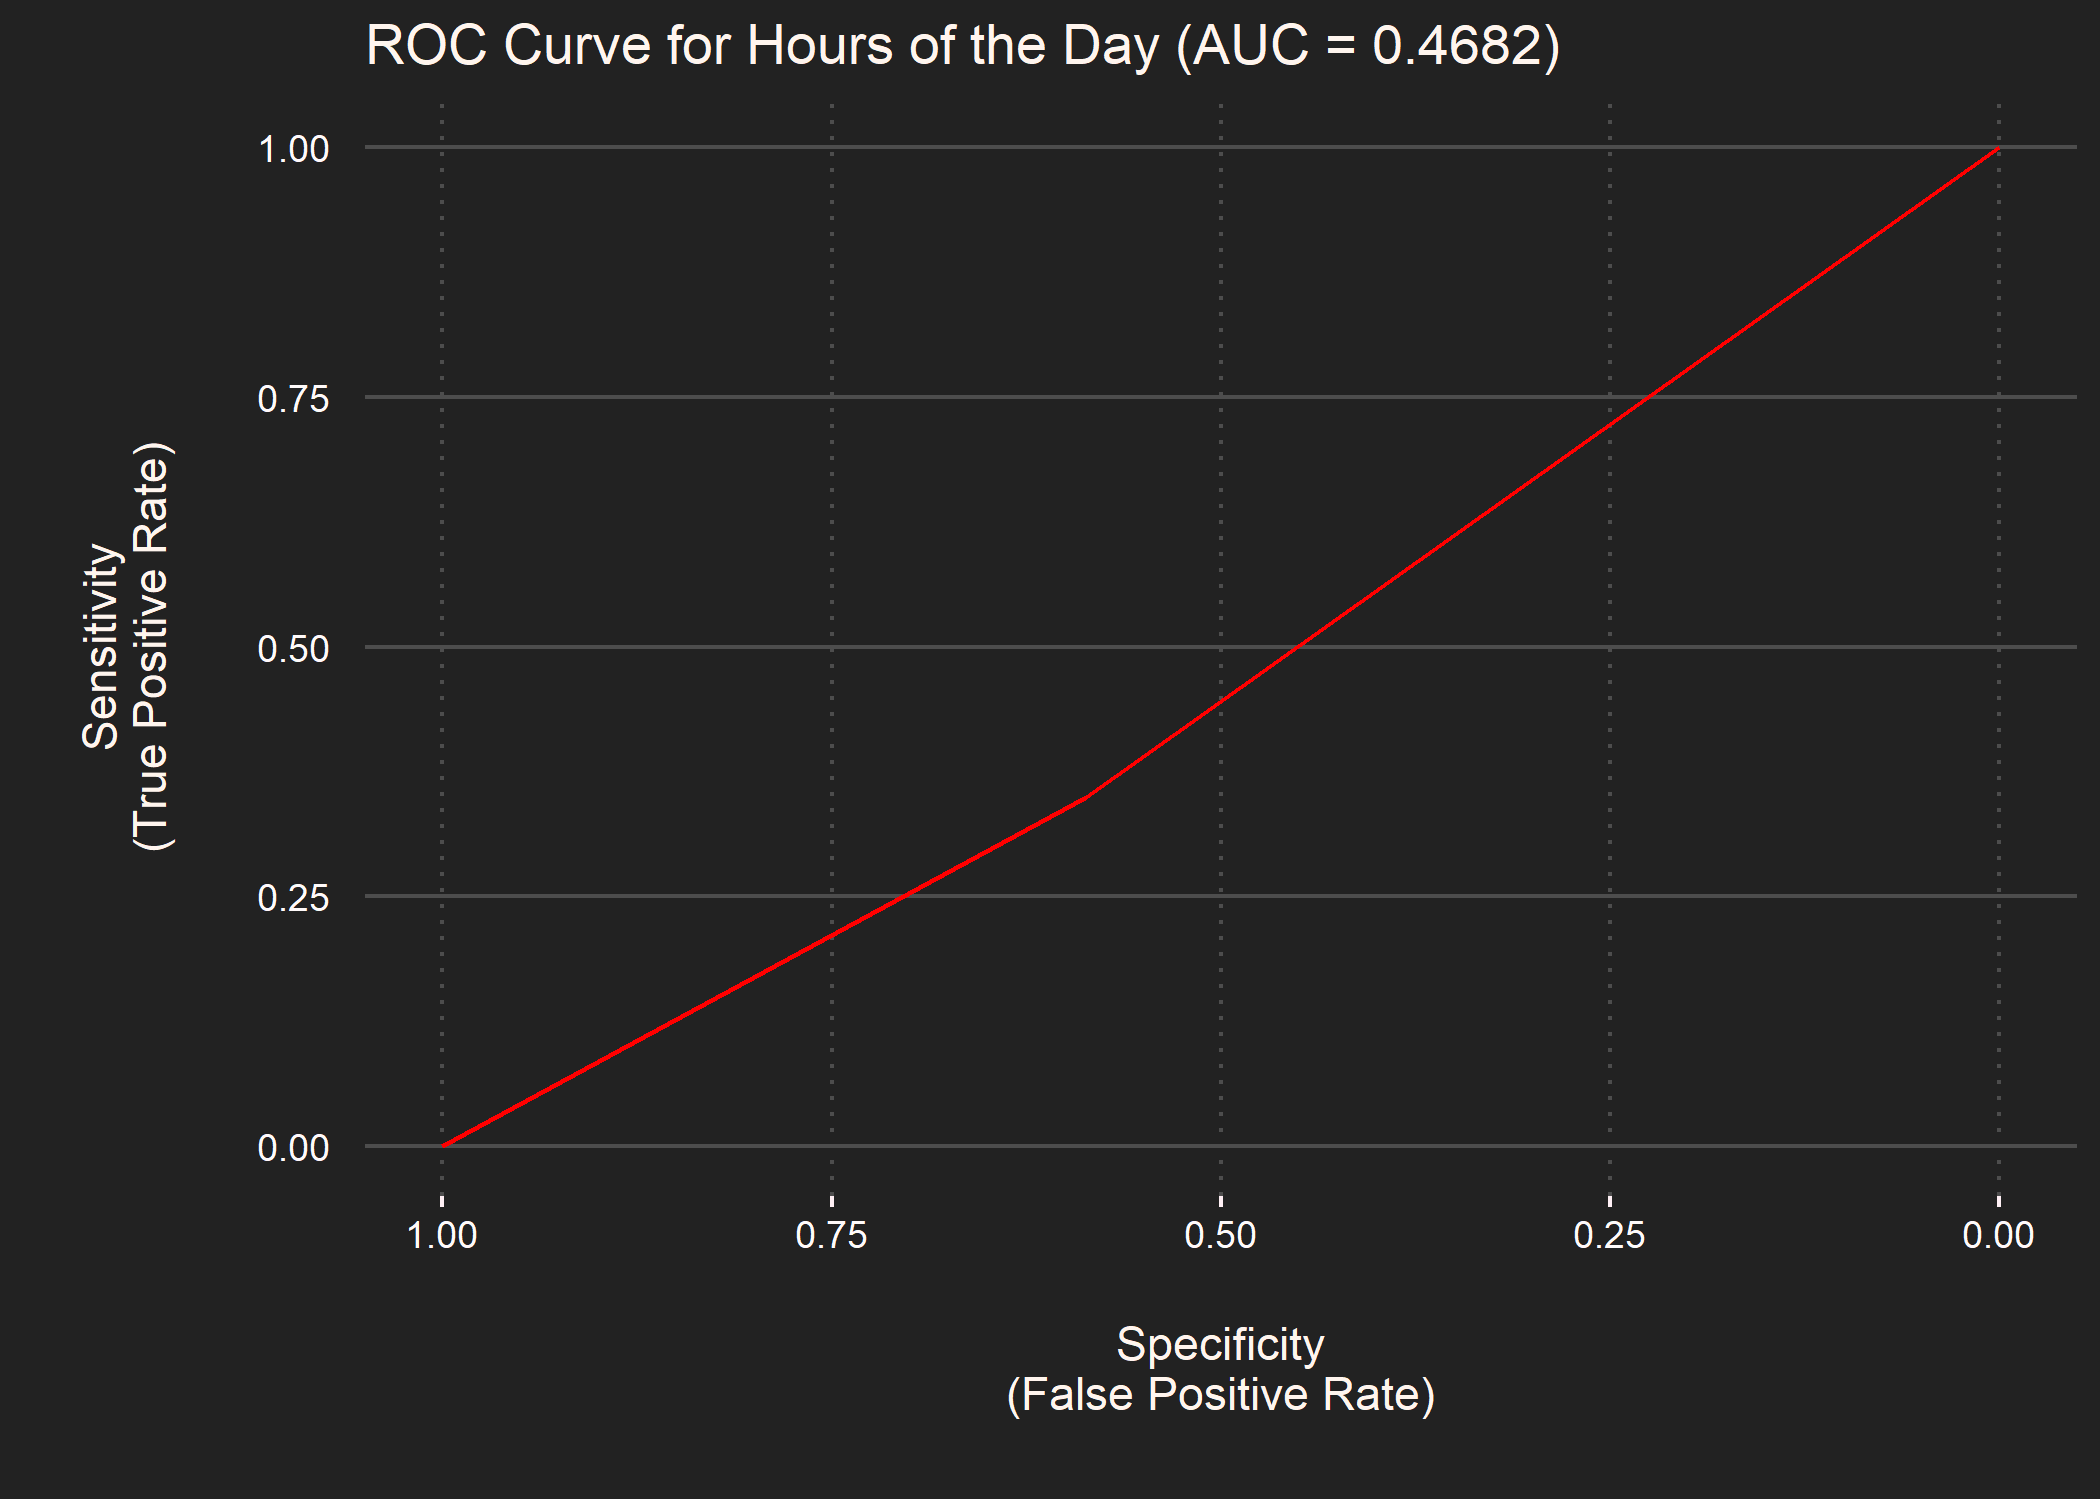 ROC Curve for Hours of the Day (AUC = 0.4682)
Sensitivity
(True Positive Rate)
1.00
0.75
0.50
0.25
0.00
1.00 0.75 0.50 0.25 0.00
Specificity
(False Positive Rate)